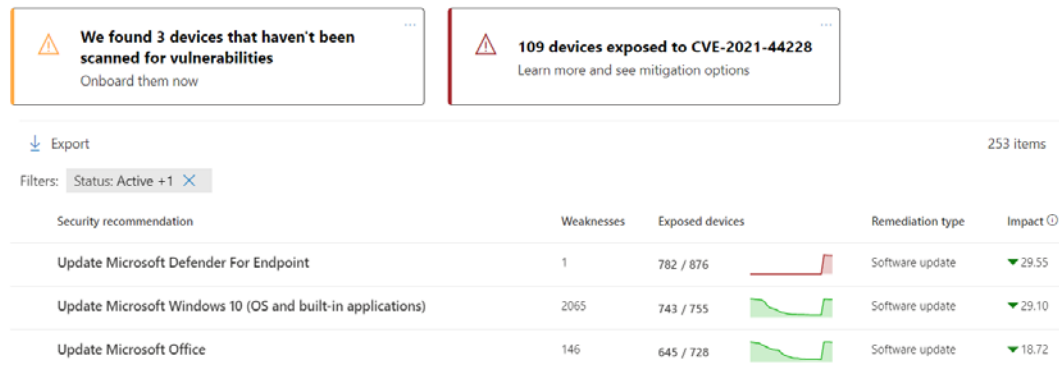 We found 3 devices that haven't been
scanned for vulnerabilities
Onboard them now
109 devices exposed to CVE-2021-44228
Learn more and see mitigation options
Export
253 items
Filters: Status: Active +1
Security recommendation Weaknesses Exposed devices Remediation type Impact
Update Microsoft Defender For Endpoint 1 782 / 876 Software update 29.55
Update Microsoft Windows 10 (OS and built-in applications) 2065 743 / 755 Software update 29.10
Update Microsoft Office 146 645 / 728 Software update 18.72